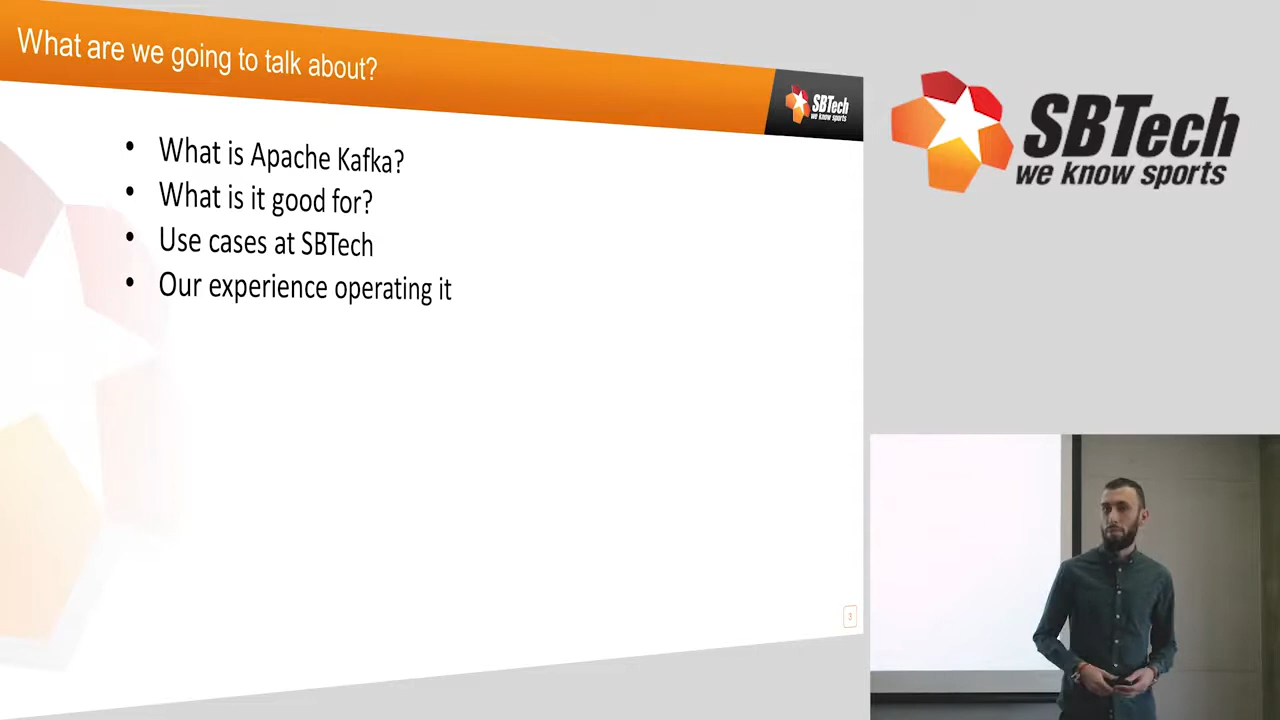 What are we going to talk about?
SBTech
we know sports
• What is Apache Kafka?
• What is it good for?
• Use cases at SBTech
• Our experience operating it
3
SBTech
we know sports